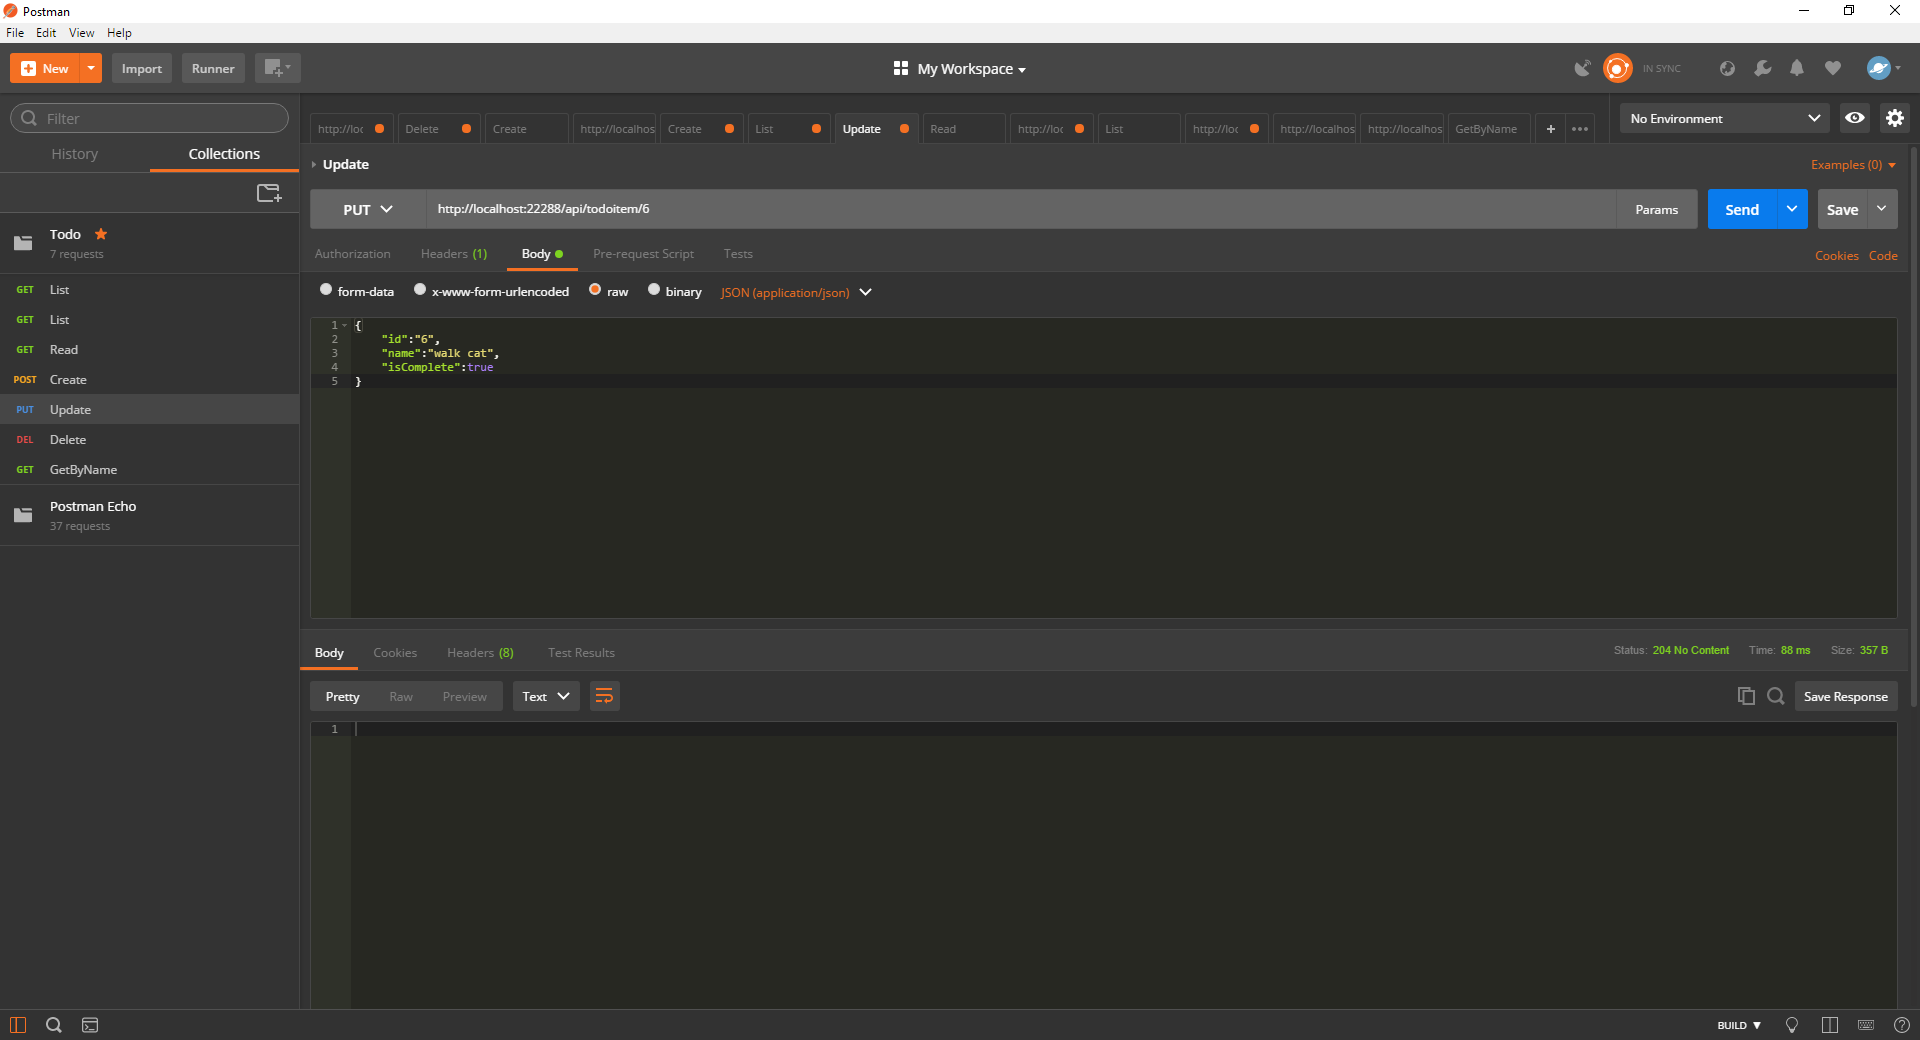 Postman
File Edit View Help
New Import Runner My Workspace IN SYNC
Filter
History Collections
Todo
7 requests
GET List
GET List
GET Read
POST Create
PUT Update
DEL Delete
GET GetByName
Postman Echo
37 requests
http://loc Delete Create http://localhos Create List Update Read http://loc List http://loc http://localhos http://localhos GetByName + •••
No Environment
Update Examples (0)
PUT http://localhost:22288/api/todoitem/6 Params Send Save
Authorization Headers (1) Body Pre-request Script Tests Cookies Code
form-data x-www-form-urlencoded raw binary JSON (application/json)
1 {
2 "id":"6",
3 "name":"walk cat",
4 "isComplete":true
5 }
Body Cookies Headers (8) Test Results Status: 204 No Content Time: 88 ms Size: 357 B
Pretty Raw Preview Text Save Response
1
BUILD